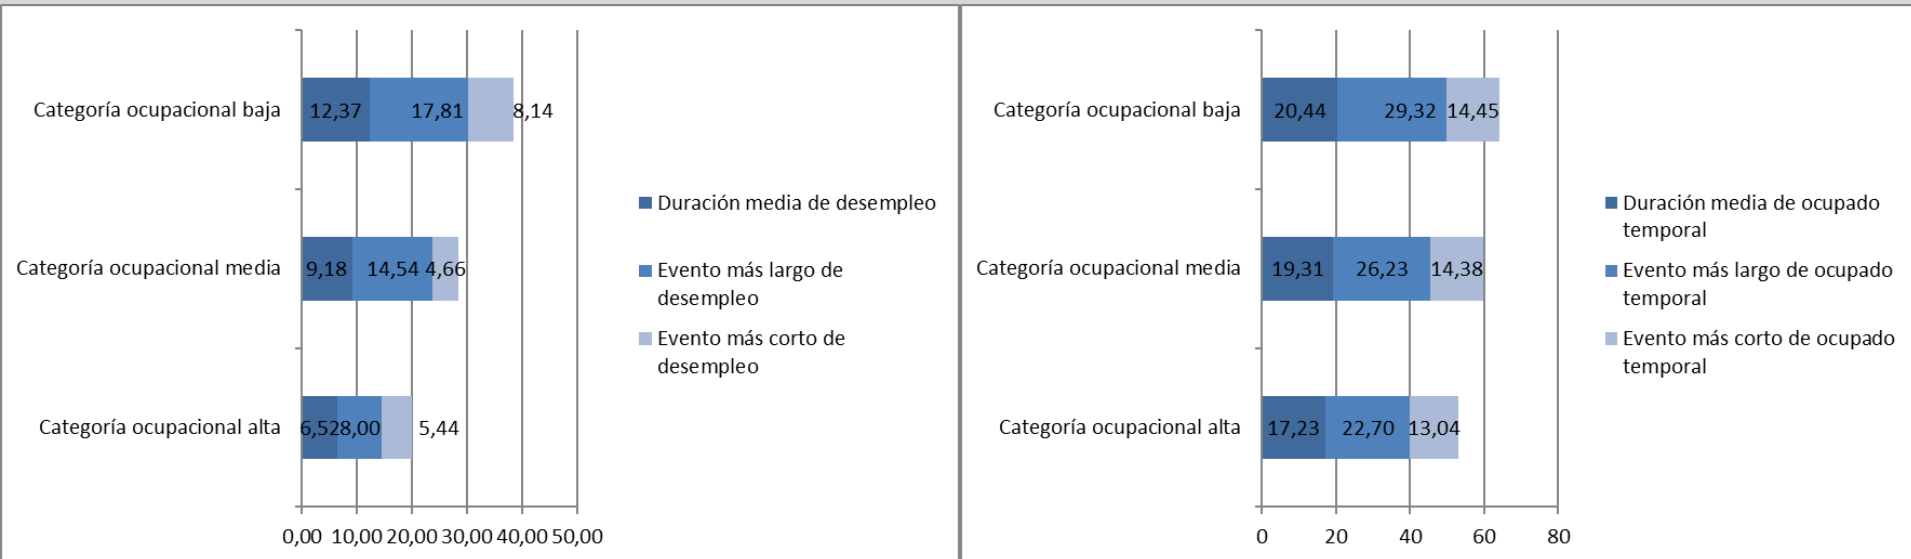 Categoría ocupacional baja
12,37 17,81 8,14
Categoría ocupacional media
9,18 14,54 4,66
Categoría ocupacional alta
6,52 8,00 5,44
0,00 10,00 20,00 30,00 40,00 50,00
Duración media de desempleo
Evento más largo de
desempleo
Evento más corto de
desempleo
Categoría ocupacional baja
20,44 29,32 14,45
Categoría ocupacional media
19,31 26,23 14,38
Categoría ocupacional alta
17,23 22,70 13,04
0 20 40 60 80
Duración media de ocupado
temporal
Evento más largo de ocupado
temporal
Evento más corto de ocupado
temporal